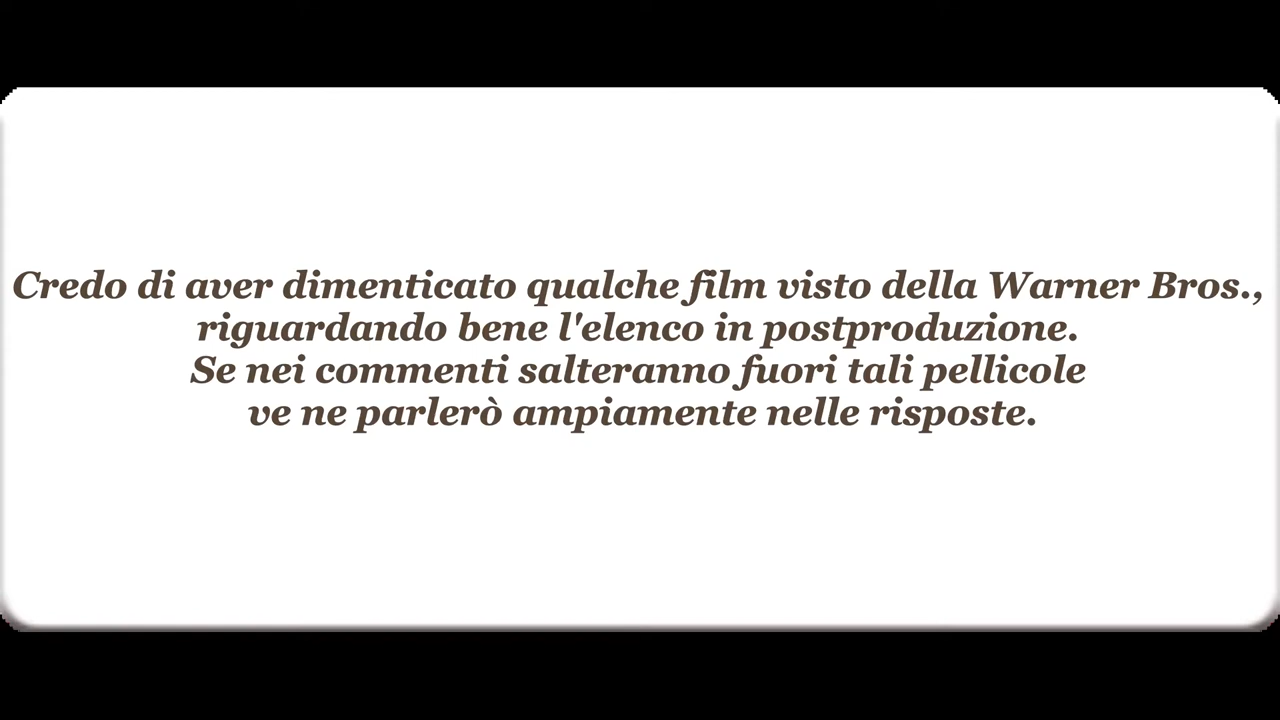 Credo di aver dimenticato qualche film visto della Warner Bros.,
riguardando bene l'elenco in postproduzione.
Se nei commenti salteranno fuori tali pellicole
ve ne parlerò ampiamente nelle risposte.